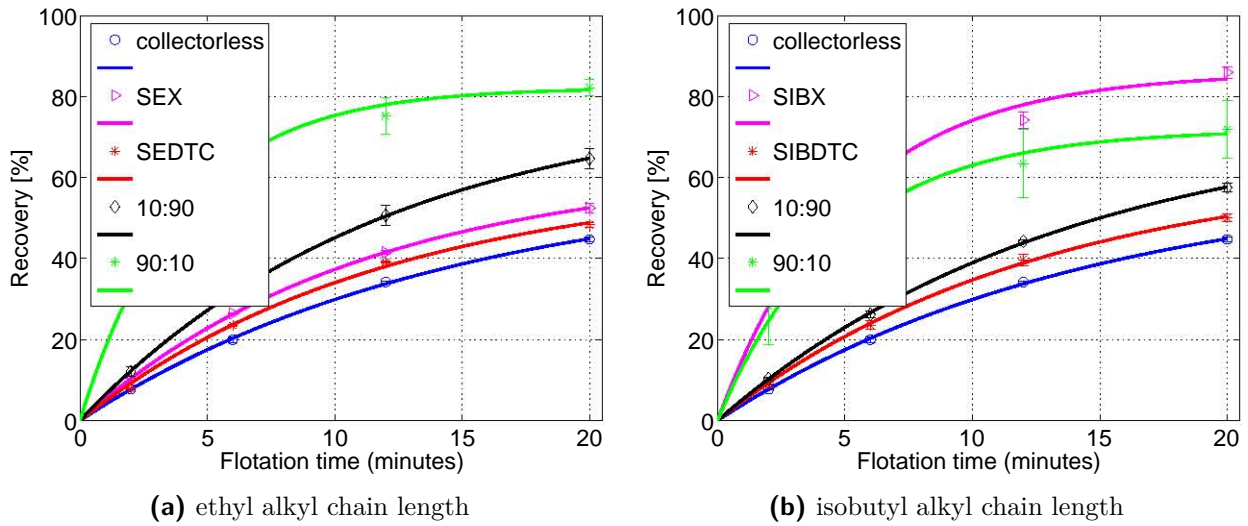 100
80
60
40
20
0
Recovery [%]
collectorless
SEX
SEDTC
10:90
90:10
0 5 10 15 20
Flotation time (minutes)
(a) ethyl alkyl chain length
100
80
60
40
20
0
Recovery [%]
collectorless
SIBX
SIBDTC
10:90
90:10
0 5 10 15 20
Flotation time (minutes)
(b) isobutyl alkyl chain length